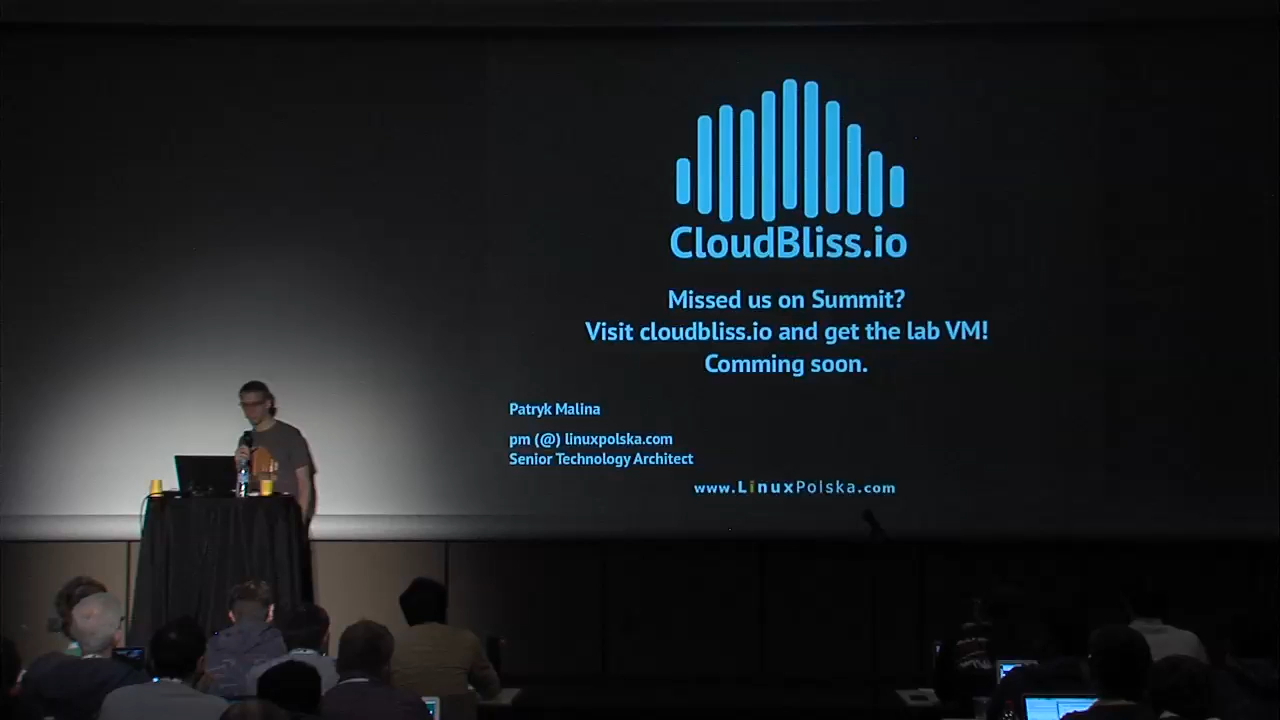 CloudBliss.io
Missed us on Summit?
Visit cloudbliss.io and get the lab VM!
Comming soon.
Patryk Malina
pm (@) linuxpolska.com
Senior Technology Architect
www.LinuxPolska.com